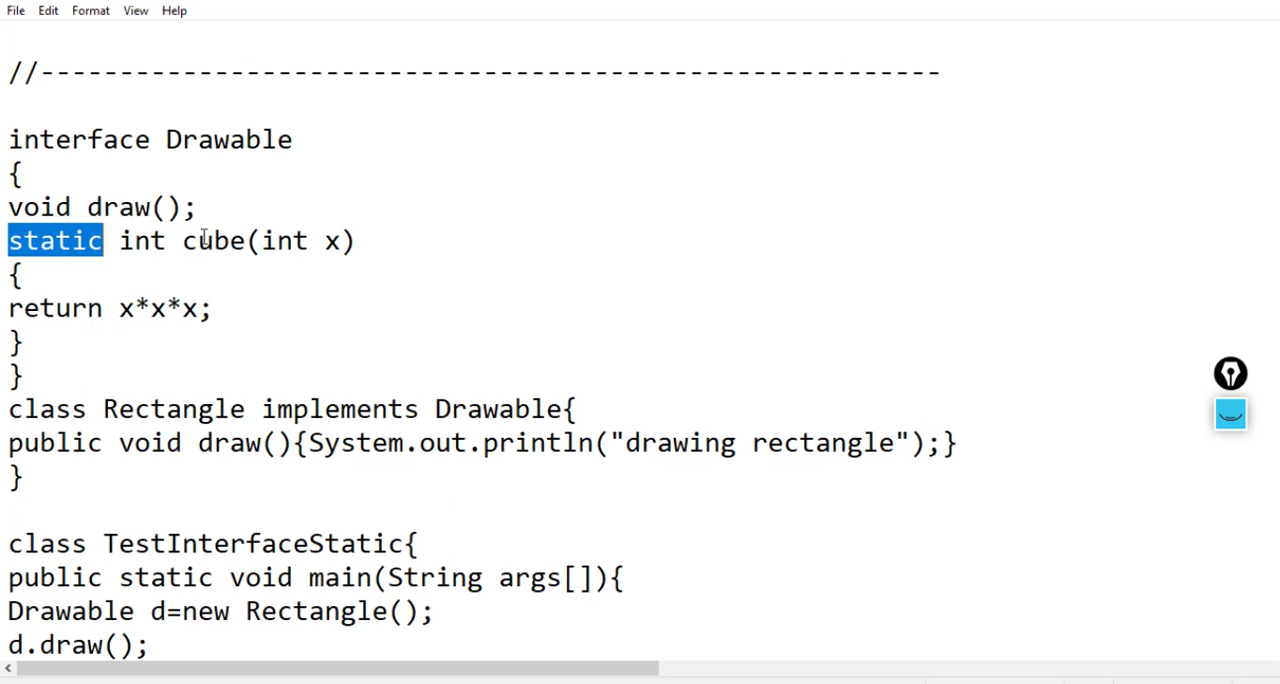 File Edit Format View Help
//---------------------------------------------------------
interface Drawable
{
void draw();
static int cube(int x)
{
return x*x*x;
}
}
class Rectangle implements Drawable{
public void draw(){System.out.println("drawing rectangle");}
}
class TestInterfaceStatic{
public static void main(String args[]){
Drawable d=new Rectangle();
d.draw();